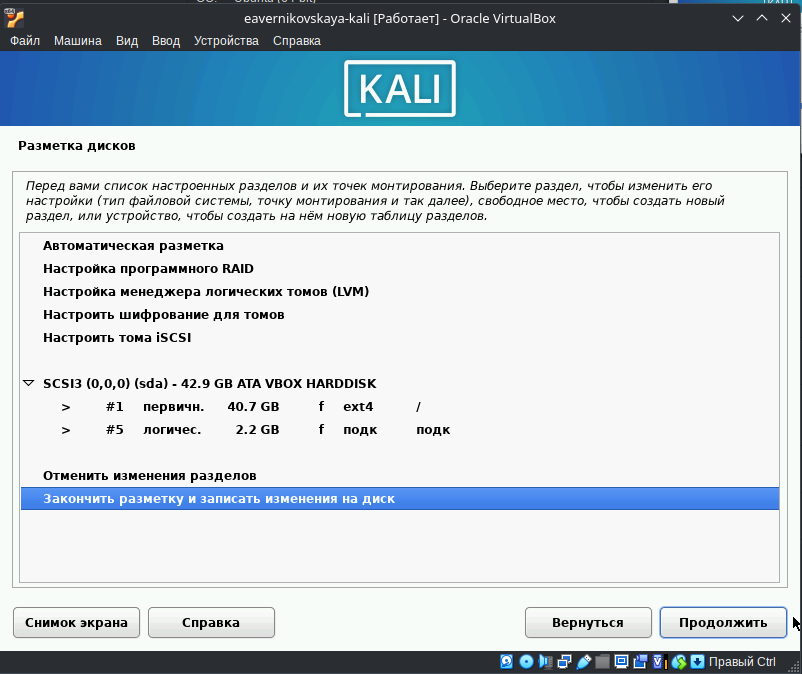 eavernikovskaya-kali [Работает] - Oracle VirtualBox
Файл Машина Вид Ввод Устройства Справка
KALI
Разметка дисков
Перед вами список настроенных разделов и их точек монтирования. Выберите раздел, чтобы изменить его
настройки (тип файловой системы, точку монтирования и так далее), свободное место, чтобы создать новый
раздел, или устройство, чтобы создать на нём новую таблицу разделов.
Автоматическая разметка
Настройка программного RAID
Настройка менеджера логических томов (LVM)
Настроить шифрование для томов
Настроить тома iSCSI
SCSI3 (0,0,0) (sda) - 42.9 GB ATA VBOX HARDDISK
> #1 первичн. 40.7 GB f ext4 /
> #5 логичес. 2.2 GB f подк подк
Отменить изменения разделов
Закончить разметку и записать изменения на диск
Снимок экрана Справка Вернуться Продолжить
Правый Ctrl